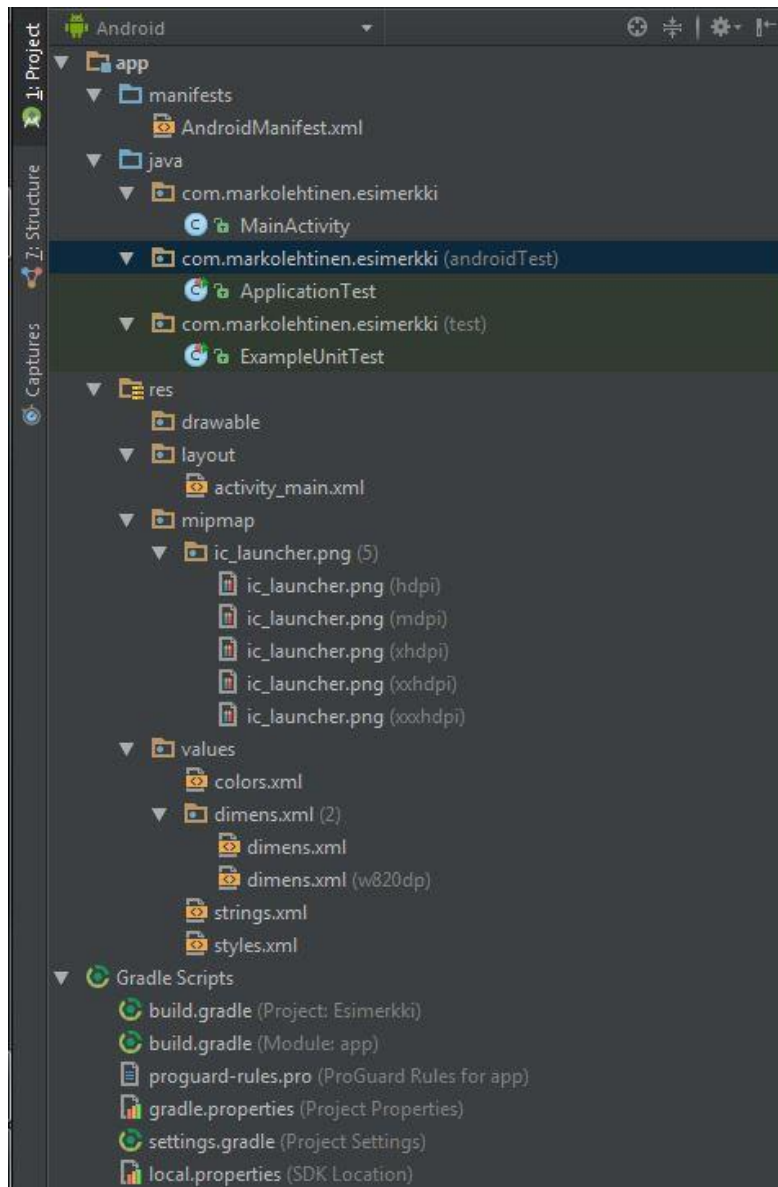 Android
1: Project
7: Structure
Captures
app
manifests
AndroidManifest.xml
java
com.markolehtinen.esimerkki
MainActivity
com.markolehtinen.esimerkki (androidTest)
ApplicationTest
com.markolehtinen.esimerkki (test)
ExampleUnitTest
res
drawable
layout
activity_main.xml
mipmap
ic_launcher.png (5)
ic_launcher.png (hdpi)
ic_launcher.png (mdpi)
ic_launcher.png (xhdpi)
ic_launcher.png (xxhdpi)
ic_launcher.png (xxxhdpi)
values
colors.xml
dimens.xml (2)
dimens.xml
dimens.xml (w820dp)
strings.xml
styles.xml
Gradle Scripts
build.gradle (Project: Esimerkki)
build.gradle (Module: app)
proguard-rules.pro (ProGuard Rules for app)
gradle.properties (Project Properties)
settings.gradle (Project Settings)
local.properties (SDK Location)